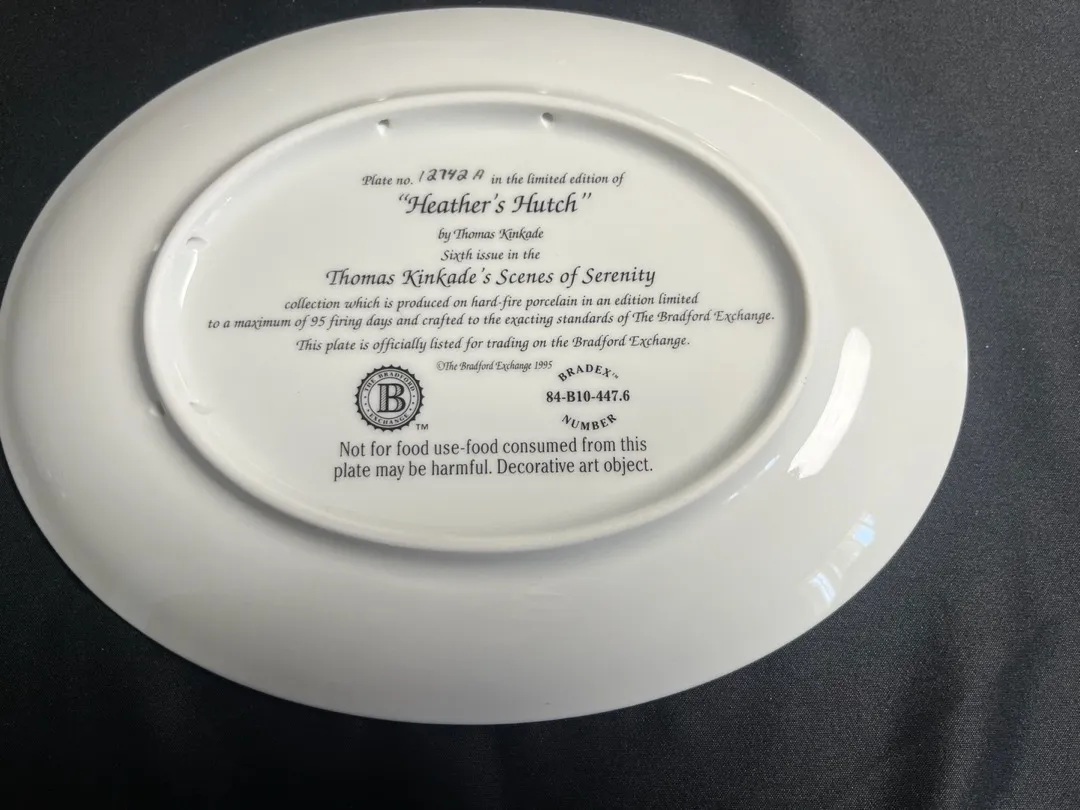 Plate no. 12742 A in the limited edition of
"Heather's Hutch"
by Thomas Kinkade
Sixth issue in the
Thomas Kinkade's Scenes of Serenity
collection which is produced on hard-fire porcelain in an edition limited
to a maximum of 95 firing days and crafted to the exacting standards of The Bradford Exchange.
This plate is officially listed for trading on the Bradford Exchange.
©The Bradford Exchange 1995
THE BRADFORD
B
EXCHANGE
TM
BRADEX™
84-B10-447.6
NUMBER
Not for food use-food consumed from this
plate may be harmful. Decorative art object.